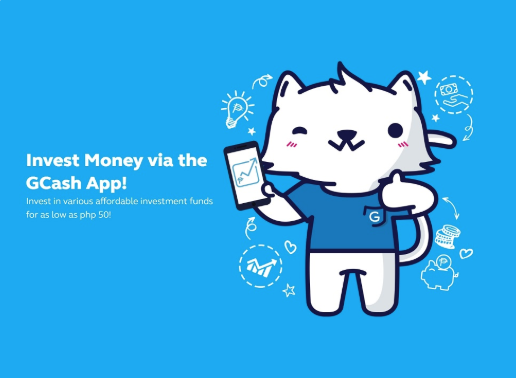 Invest Money via the
GCash App!
Invest in various affordable investment funds
for as low as php 50!
G